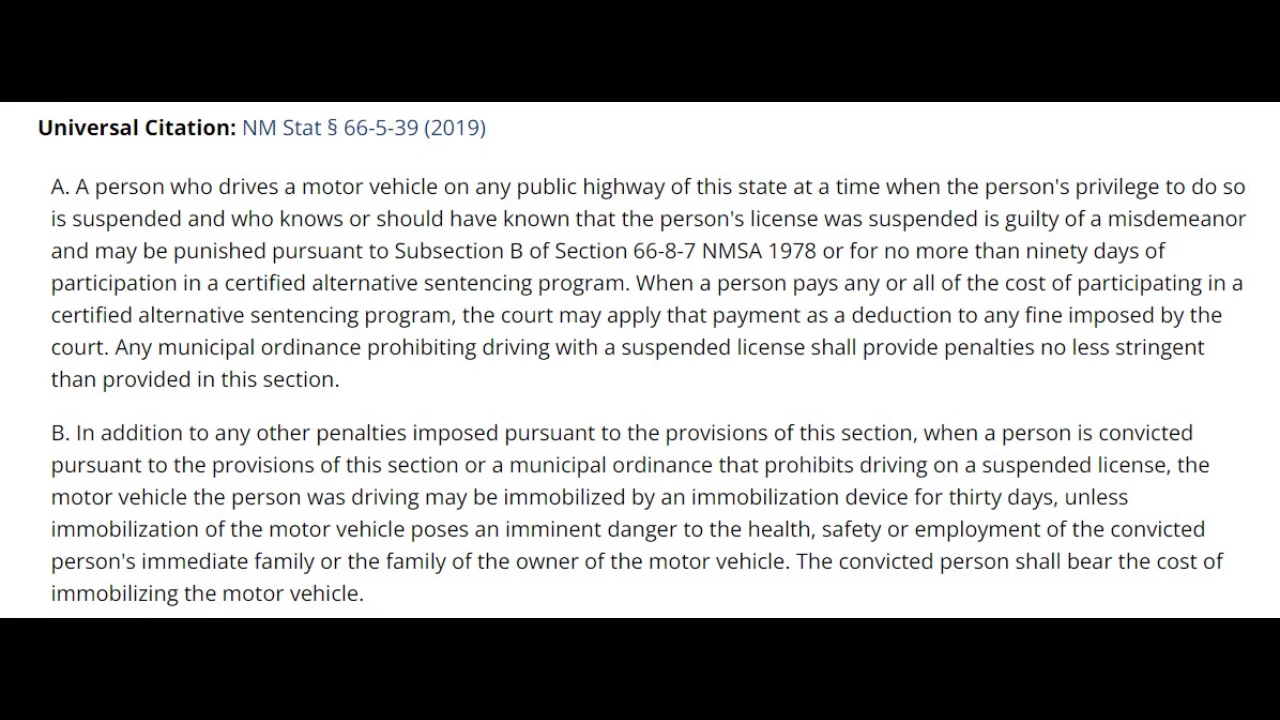 Universal Citation: NM Stat § 66-5-39 (2019)
A. A person who drives a motor vehicle on any public highway of this state at a time when the person's privilege to do so
is suspended and who knows or should have known that the person's license was suspended is guilty of a misdemeanor
and may be punished pursuant to Subsection B of Section 66-8-7 NMSA 1978 or for no more than ninety days of
participation in a certified alternative sentencing program. When a person pays any or all of the cost of participating in a
certified alternative sentencing program, the court may apply that payment as a deduction to any fine imposed by the
court. Any municipal ordinance prohibiting driving with a suspended license shall provide penalties no less stringent
than provided in this section.
B. In addition to any other penalties imposed pursuant to the provisions of this section, when a person is convicted
pursuant to the provisions of this section or a municipal ordinance that prohibits driving on a suspended license, the
motor vehicle the person was driving may be immobilized by an immobilization device for thirty days, unless
immobilization of the motor vehicle poses an imminent danger to the health, safety or employment of the convicted
person's immediate family or the family of the owner of the motor vehicle. The convicted person shall bear the cost of
immobilizing the motor vehicle.